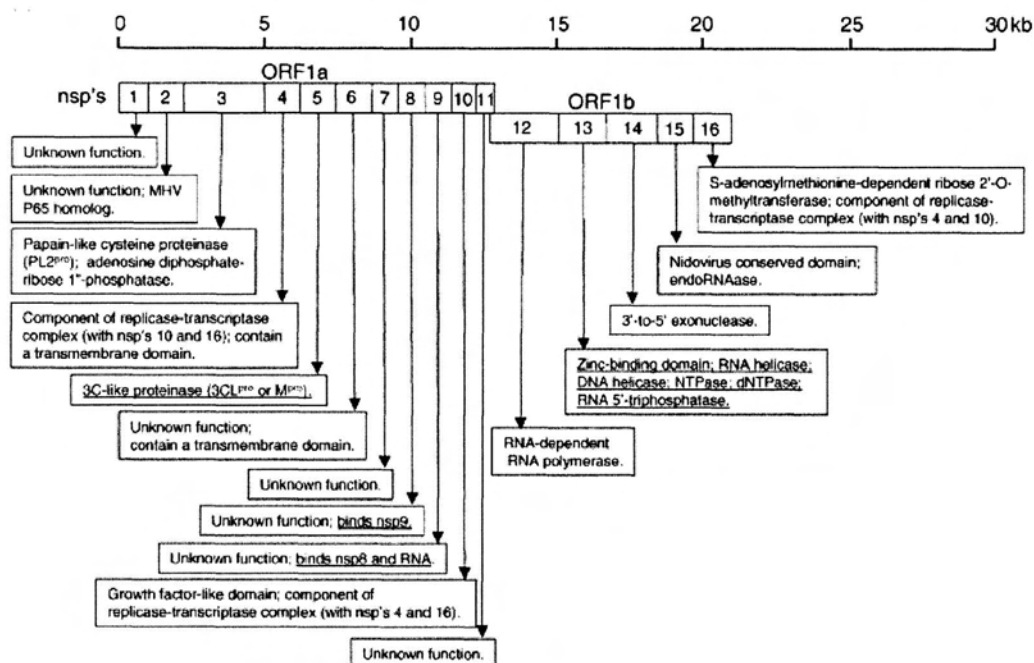 0 5 10 15 20 25 30 kb
ORF1a
nsp's 1 2 3 4 5 6 7 8 9 10 11
ORF1b
12 13 14 15 16
Unknown function.
Unknown function; MHV
P65 homolog.
Papain-like cysteine proteinase
(PL2pro); adenosine diphosphate-
ribose 1"-phosphatase.
Component of replicase-transcriptase
complex (with nsp's 10 and 16); contain
a transmembrane domain.
3C-like proteinase (3CLpro or Mpro).
Unknown function;
contain a transmembrane domain.
Unknown function.
Unknown function; binds nsp9.
Unknown function; binds nsp8 and RNA.
Growth factor-like domain; component of
replicase-transcriptase complex (with nsp's 4 and 16).
Unknown function.
RNA-dependent
RNA polymerase.
Zinc-binding domain; RNA helicase;
DNA helicase; NTPase; dNTPase;
RNA 5'-triphosphatase.
3'-to-5' exonuclease.
Nidovirus conserved domain;
endoRNAase.
S-adenosylmethionine-dependent ribose 2'-O-
methyltransferase; component of replicase-
transcriptase complex (with nsp's 4 and 10).